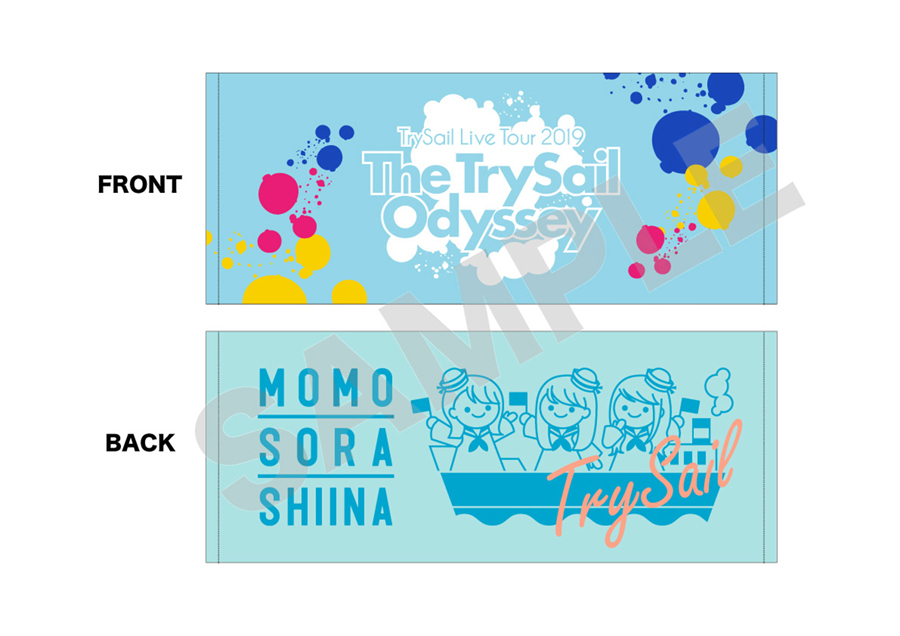 FRONT
TrySail Live Tour 2019
The TrySail
Odyssey
BACK
MOMO
SORA
SHIINA
TrySail
SAMPLE